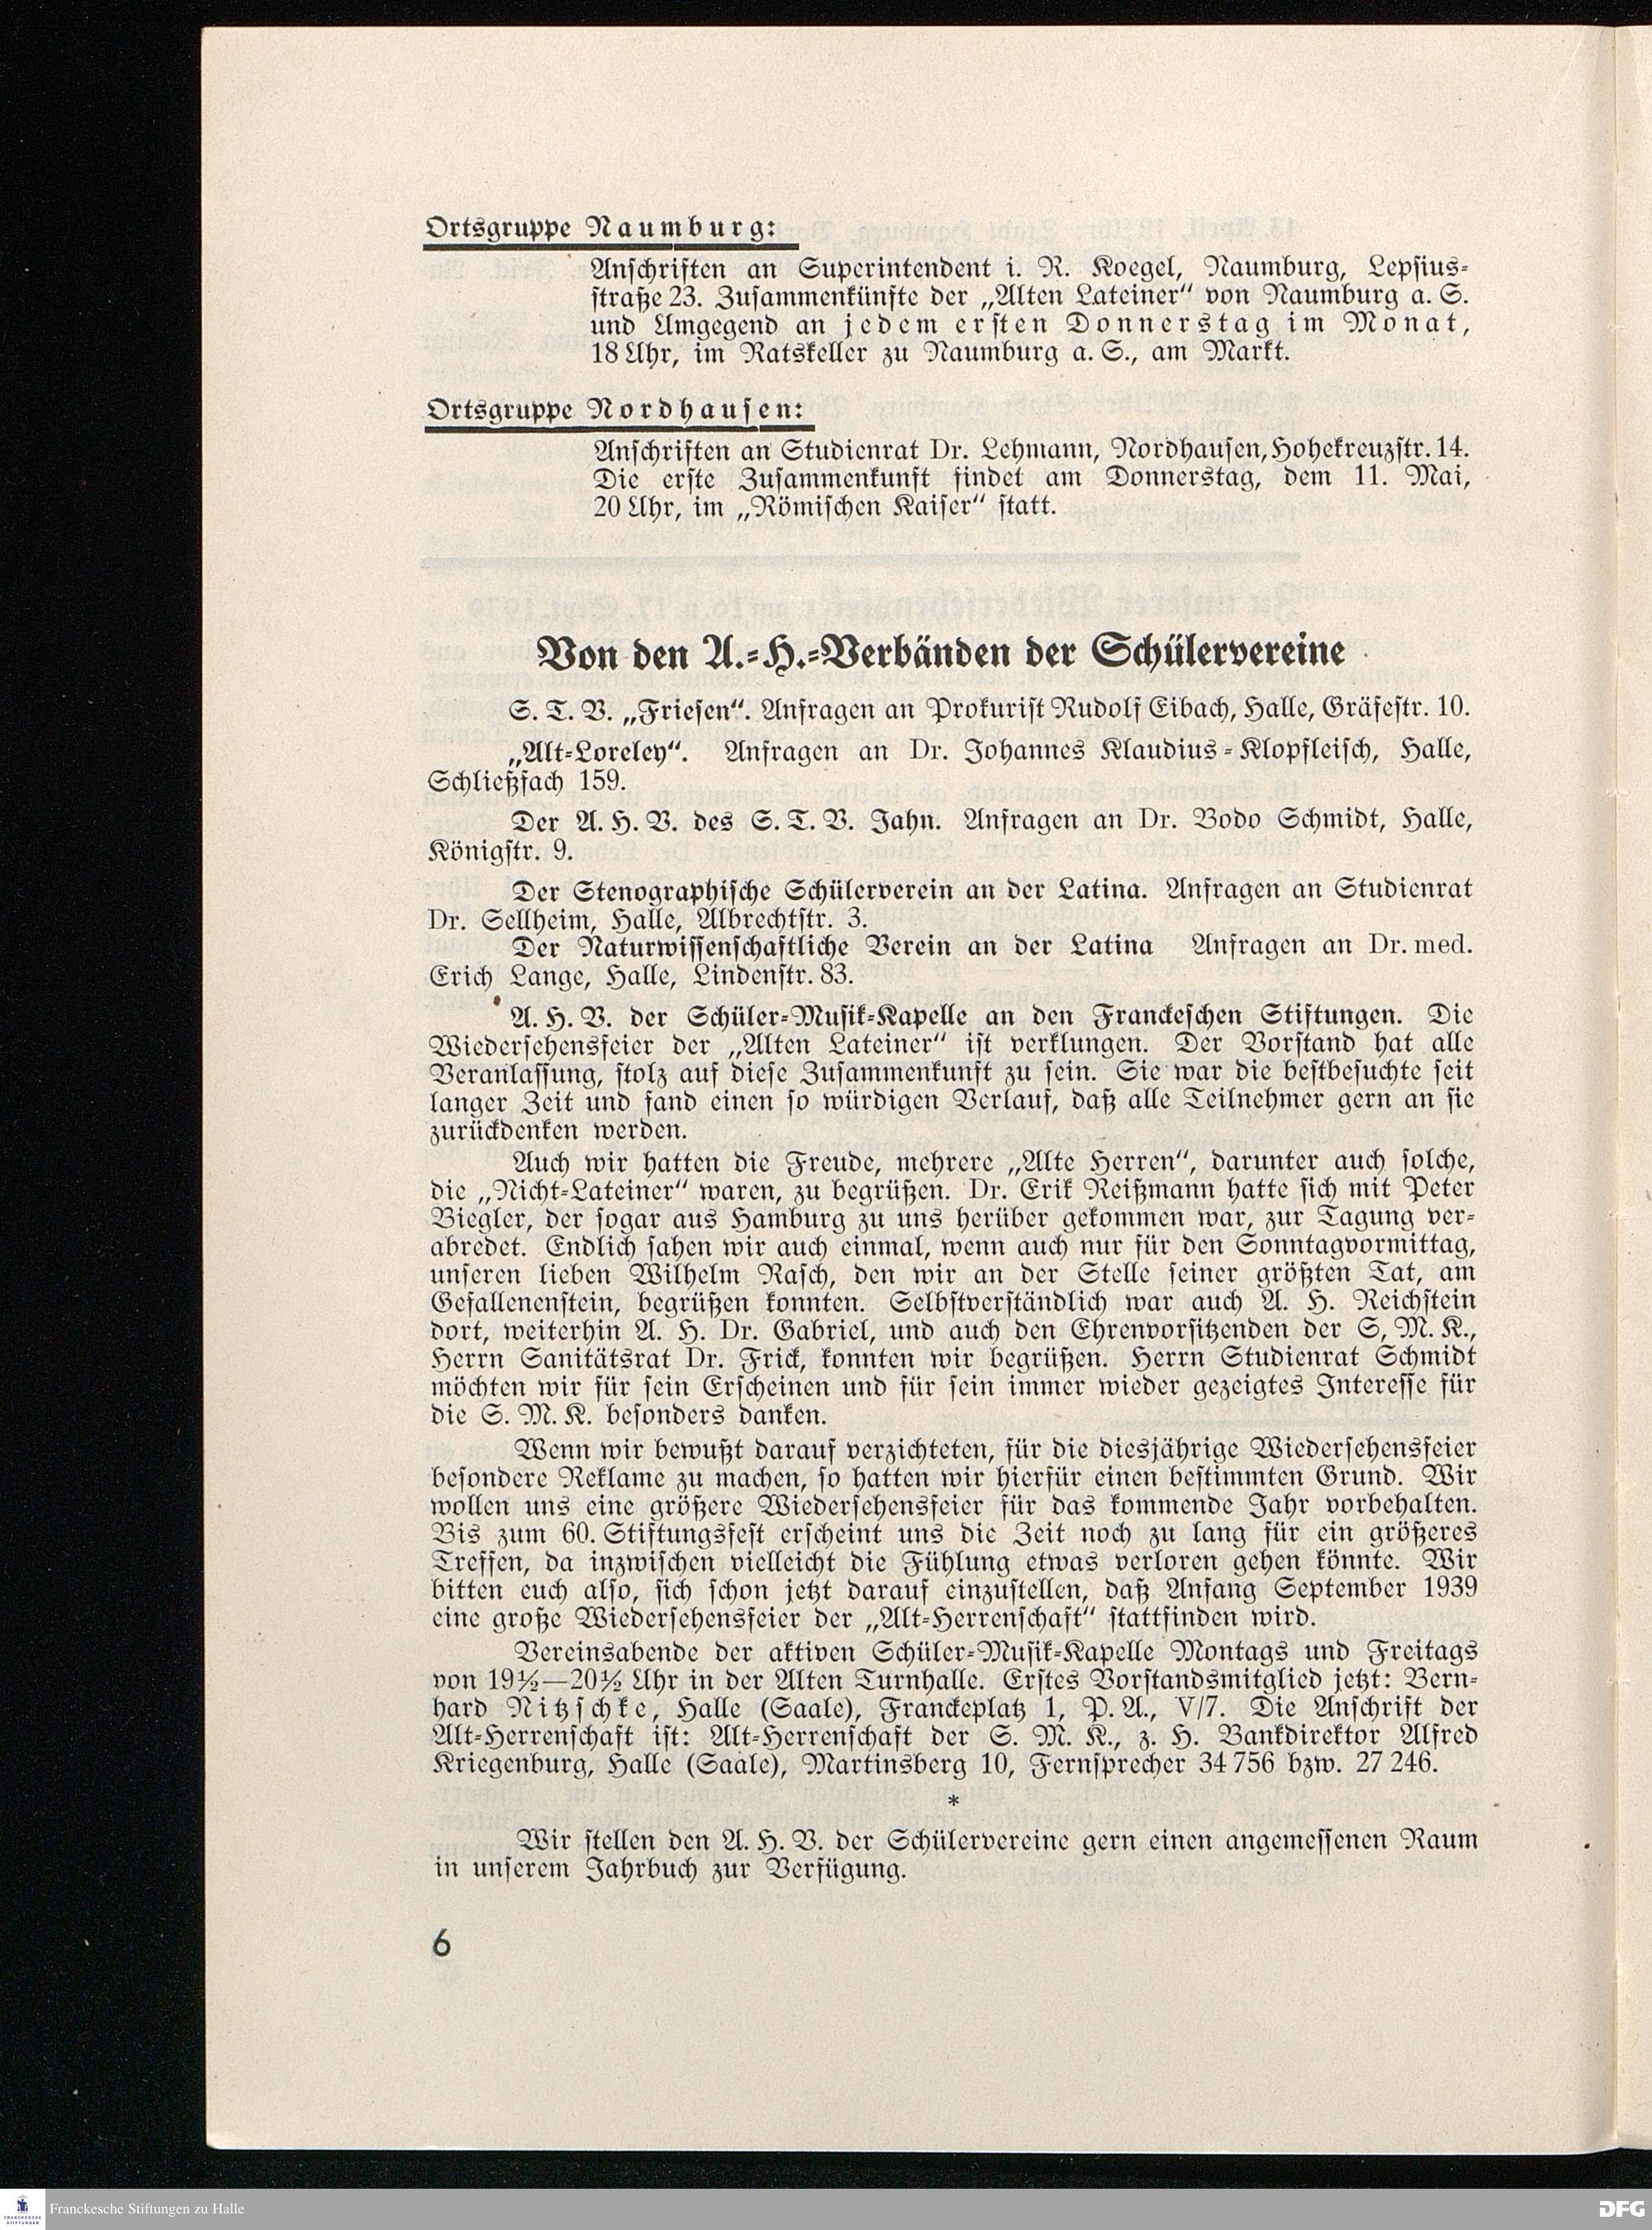 Ortsgruppe Naumburg:
Anschriften an Superintendent i. R. Koegel, Naumburg, Lepsius-
straße 23. Zusammenkünfte der „Alten Lateiner“ von Naumburg a. S.
und Umgegend an jedem ersten Donnerstag im Monat,
18 Uhr, im Ratskeller zu Naumburg a. S., am Markt.
Ortsgruppe Nordhausen:
Anschriften an Studienrat Dr. Lehmann, Nordhausen, Hohekreuzstr. 14.
Die erste Zusammenkunft findet am Donnerstag, dem 11. Mai,
20 Uhr, im „Römischen Kaiser“ statt.
Von den A.-H.-Verbänden der Schülervereine
S. T. V. „Friesen“. Anfragen an Prokurist Rudolf Eibach, Halle, Gräfestr. 10.
„Alt-Loreley“. Anfragen an Dr. Johannes Klaudius-Klopfleisch, Halle,
Schließfach 159.
Der A. H. V. des S. T. V. Jahn. Anfragen an Dr. Bodo Schmidt, Halle,
Königstr. 9.
Der Stenographische Schülerverein an der Latina. Anfragen an Studienrat
Dr. Sellheim, Halle, Albrechtstr. 3.
Der Naturwissenschaftliche Verein an der Latina Anfragen an Dr. med.
Erich Lange, Halle, Lindenstr. 83.
A. H. V. der Schüler-Musik-Kapelle an den Franckeschen Stiftungen. Die
Wiedersehensfeier der „Alten Lateiner“ ist verklungen. Der Vorstand hat alle
Veranlassung, stolz auf diese Zusammenkunft zu sein. Sie war die bestbesuchte seit
langer Zeit und fand einen so würdigen Verlauf, daß alle Teilnehmer gern an sie
zurückdenken werden.
Auch wir hatten die Freude, mehrere „Alte Herren“, darunter auch solche,
die „Nicht-Lateiner“ waren, zu begrüßen. Dr. Erik Reißmann hatte sich mit Peter
Biegler, der sogar aus Hamburg zu uns herüber gekommen war, zur Tagung ver-
abredet. Endlich sahen wir auch einmal, wenn auch nur für den Sonntagvormittag,
unseren lieben Wilhelm Rasch, den wir an der Stelle seiner größten Tat, am
Gefallenenstein, begrüßen konnten. Selbstverständlich war auch A. H. Reichstein
dort, weiterhin A. H. Dr. Gabriel, und auch den Ehrenvorsitzenden der S, M. K.,
Herrn Sanitätsrat Dr. Frick, konnten wir begrüßen. Herrn Studienrat Schmidt
möchten wir für sein Erscheinen und für sein immer wieder gezeigtes Interesse für
die S. M. K. besonders danken.
Wenn wir bewußt darauf verzichteten, für die diesjährige Wiedersehensfeier
besondere Reklame zu machen, so hatten wir hierfür einen bestimmten Grund. Wir
wollen uns eine größere Wiedersehensfeier für das kommende Jahr vorbehalten.
Bis zum 60. Stiftungsfest erscheint uns die Zeit noch zu lang für ein größeres
Treffen, da inzwischen vielleicht die Fühlung etwas verloren gehen könnte. Wir
bitten euch also, sich schon jetzt darauf einzustellen, daß Anfang September 1939
eine große Wiedersehensfeier der „Alt-Herrenschaft“ stattfinden wird.
Vereinsabende der aktiven Schüler-Musik-Kapelle Montags und Freitags
von 19½—20½ Uhr in der Alten Turnhalle. Erstes Vorstandsmitglied jetzt: Bern-
hard Nitzschke, Halle (Saale), Franckeplatz 1, P. A., V/7. Die Anschrift der
Alt-Herrenschaft ist: Alt-Herrenschaft der S. M. K., z. H. Bankdirektor Alfred
Kriegenburg, Halle (Saale), Martinsberg 10, Fernsprecher 34 756 bzw. 27 246.
*
Wir stellen den A. H. V. der Schülervereine gern einen angemessenen Raum
in unserem Jahrbuch zur Verfügung.
6
Franckesche Stiftungen zu Halle
DFG